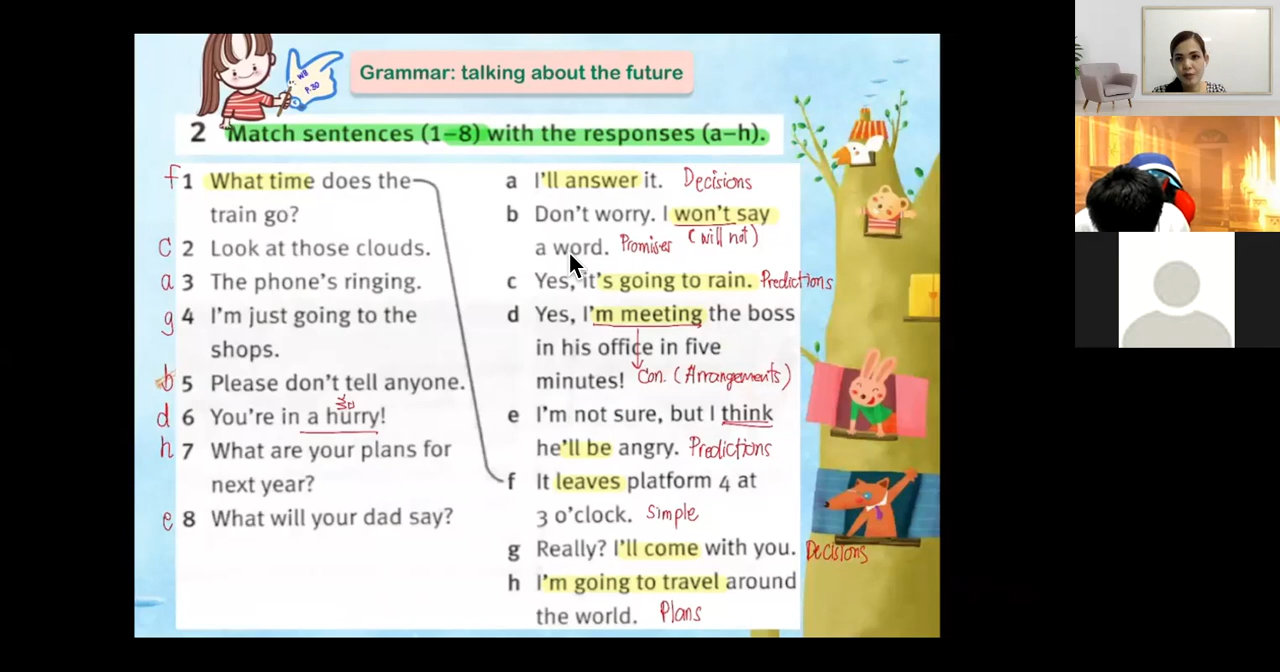 WB
P.30
Grammar: talking about the future
2 Match sentences (1–8) with the responses (a–h).
f 1 What time does the
train go?
c 2 Look at those clouds.
a 3 The phone's ringing.
g 4 I'm just going to the
shops.
b 5 Please don't tell anyone.
d 6 You're in a hurry!
h 7 What are your plans for
next year?
e 8 What will your dad say?
a I'll answer it. Decisions
b Don't worry. I won't say
a word. Promises (will not)
c Yes, it's going to rain. Predictions
d Yes, I'm meeting the boss
in his office in five
minutes! Con. (Arrangements)
e I'm not sure, but I think
he'll be angry. Predictions
f It leaves platform 4 at
3 o'clock. Simple
g Really? I'll come with you. Decisions
h I'm going to travel around
the world. Plans